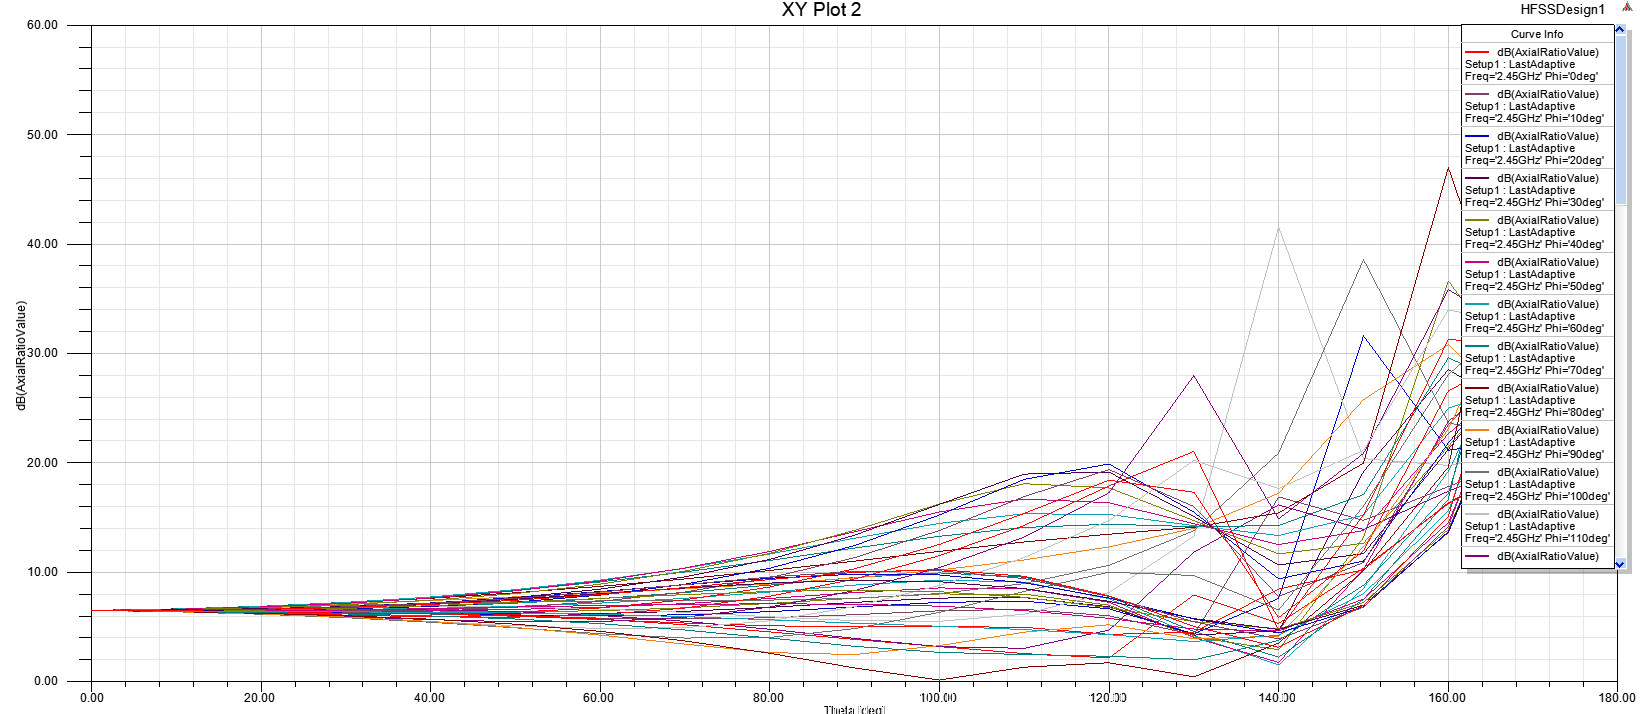 XY Plot 2
HFSSDesign1
60.00
50.00
40.00
30.00
20.00
10.00
0.00
dB(AxialRatioValue)
0.00 20.00 40.00 60.00 80.00 100.00 120.00 140.00 160.00 180.00
Theta [deg]
Curve Info
dB(AxialRatioValue)
Setup1 : LastAdaptive
Freq='2.45GHz' Phi='0deg'
dB(AxialRatioValue)
Setup1 : LastAdaptive
Freq='2.45GHz' Phi='10deg'
dB(AxialRatioValue)
Setup1 : LastAdaptive
Freq='2.45GHz' Phi='20deg'
dB(AxialRatioValue)
Setup1 : LastAdaptive
Freq='2.45GHz' Phi='30deg'
dB(AxialRatioValue)
Setup1 : LastAdaptive
Freq='2.45GHz' Phi='40deg'
dB(AxialRatioValue)
Setup1 : LastAdaptive
Freq='2.45GHz' Phi='50deg'
dB(AxialRatioValue)
Setup1 : LastAdaptive
Freq='2.45GHz' Phi='60deg'
dB(AxialRatioValue)
Setup1 : LastAdaptive
Freq='2.45GHz' Phi='70deg'
dB(AxialRatioValue)
Setup1 : LastAdaptive
Freq='2.45GHz' Phi='80deg'
dB(AxialRatioValue)
Setup1 : LastAdaptive
Freq='2.45GHz' Phi='90deg'
dB(AxialRatioValue)
Setup1 : LastAdaptive
Freq='2.45GHz' Phi='100deg'
dB(AxialRatioValue)
Setup1 : LastAdaptive
Freq='2.45GHz' Phi='110deg'
dB(AxialRatioValue)